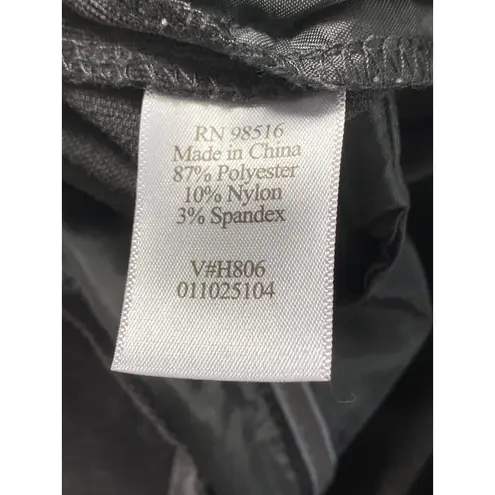 RN 98516
Made in China
87% Polyester
10% Nylon
3% Spandex
V#H806
011025104